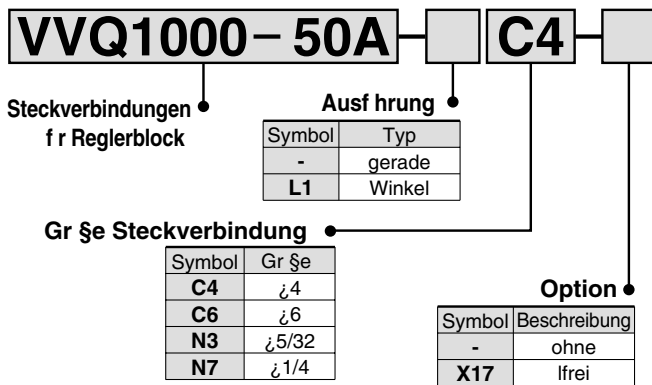 VVQ1000－50A－ C4－
Steckverbindungen
f r Reglerblock
Ausf hrung
Symbol Typ
- gerade
L1 Winkel
Gr §e Steckverbindung
Symbol Gr §e
C4 ¿4
C6 ¿6
N3 ¿5/32
N7 ¿1/4
Option
Symbol Beschreibung
- ohne
X17 lfrei